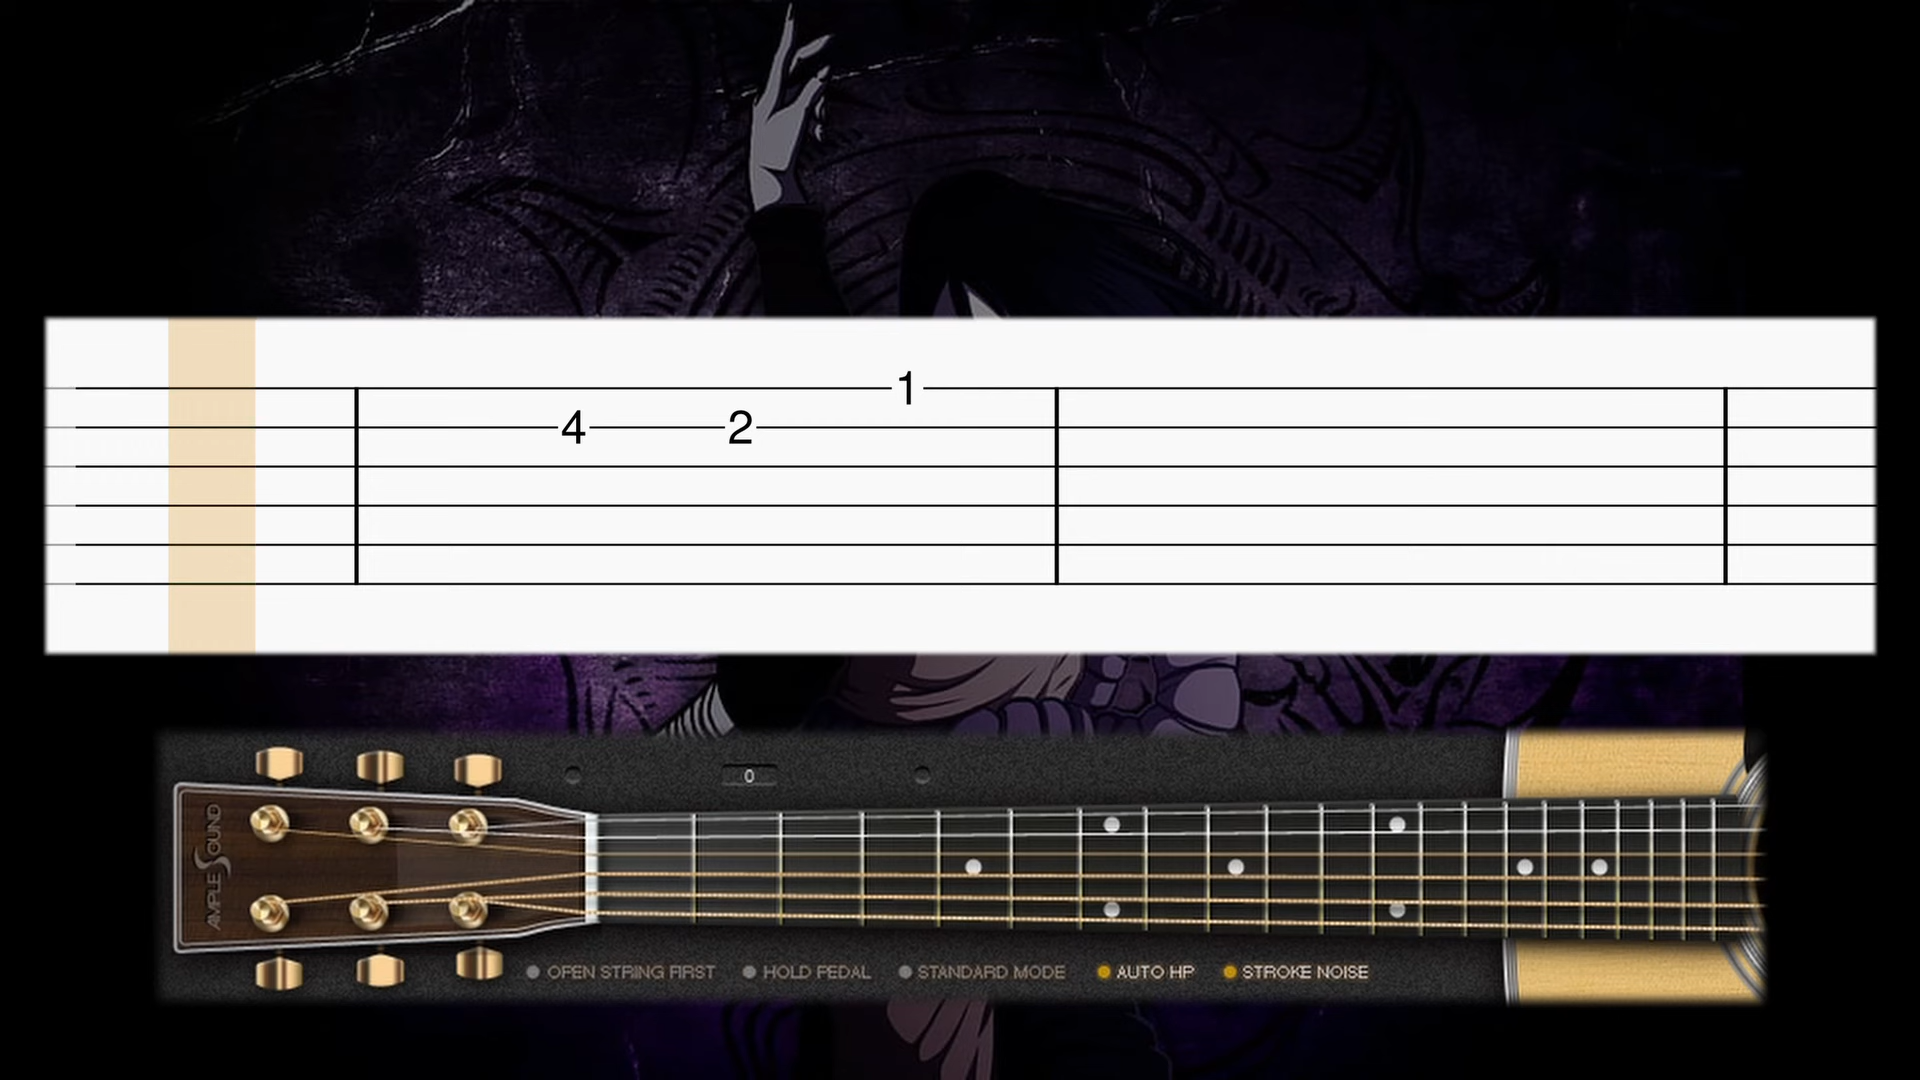 1
4 2
0
AMPLE SOUND
OPEN STRING FIRST HOLD PEDAL STANDARD MODE AUTO HP STROKE NOISE